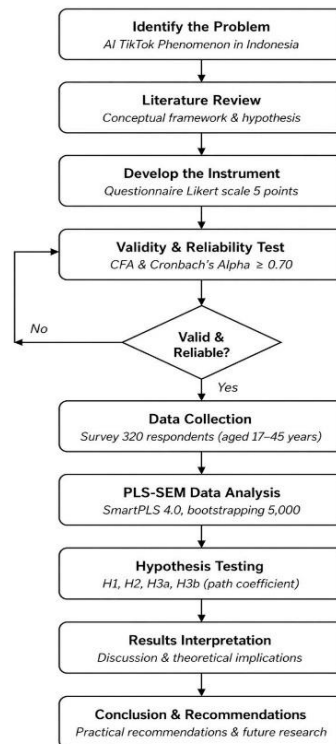 Identify the Problem
AI TikTok Phenomenon in Indonesia
Literature Review
Conceptual framework & hypothesis
Develop the Instrument
Questionnaire Likert scale 5 points
Validity & Reliability Test
CFA & Cronbach's Alpha ≥ 0.70
No
Valid &
Reliable?
Yes
Data Collection
Survey 320 respondents (aged 17–45 years)
PLS-SEM Data Analysis
SmartPLS 4.0, bootstrapping 5,000
Hypothesis Testing
H1, H2, H3a, H3b (path coefficient)
Results Interpretation
Discussion & theoretical implications
Conclusion & Recommendations
Practical recommendations & future research